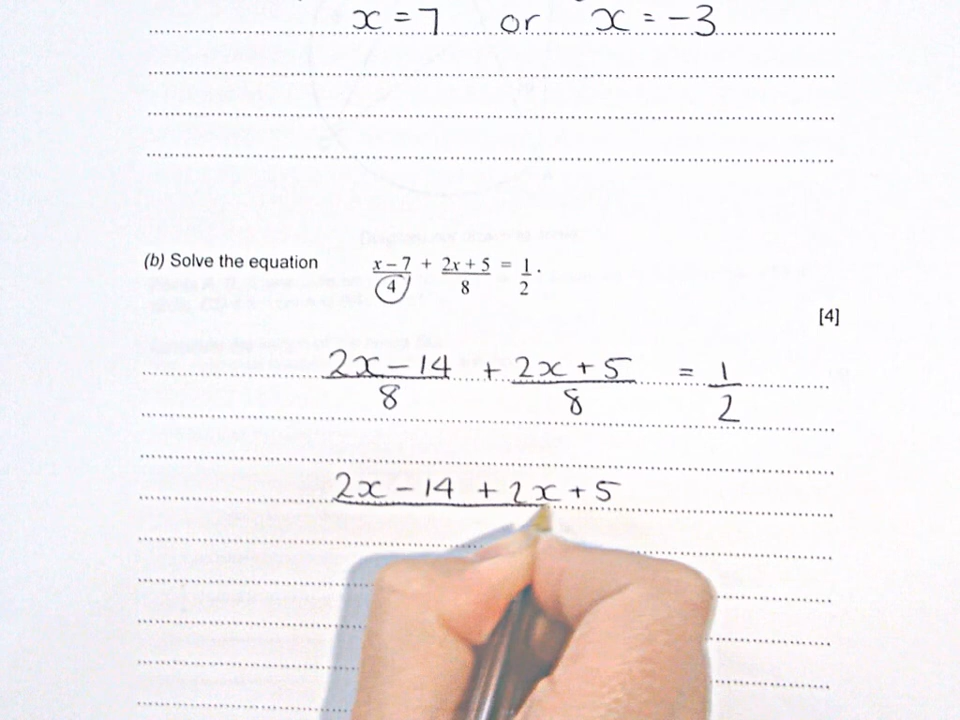 x = 7 or x = -3
(b) Solve the equation x – 7 / 4 + 2x + 5 / 8 = 1 / 2 .
[4]
2x - 14 / 8 + 2x + 5 / 8 = 1 / 2
2x - 14 + 2x + 5